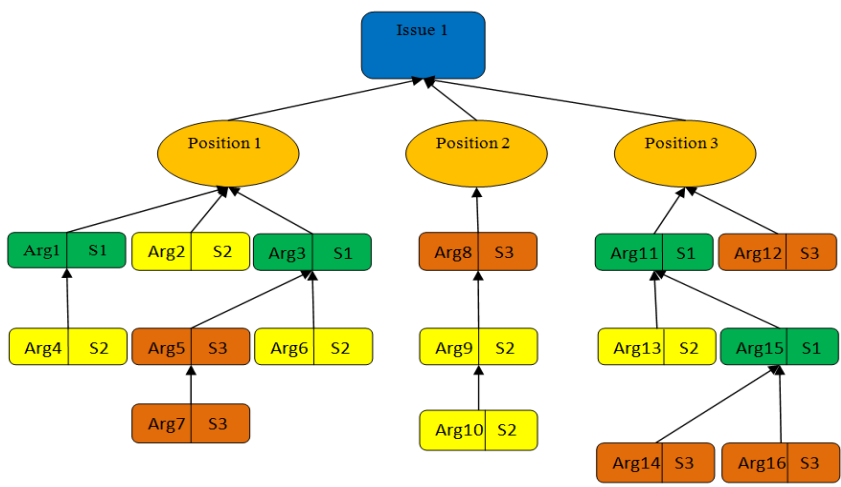 Issue 1
Position 1 Position 2 Position 3
Arg1 S1 Arg2 S2 Arg3 S1 Arg8 S3 Arg11 S1 Arg12 S3
Arg4 S2 Arg5 S3 Arg6 S2 Arg9 S2 Arg13 S2 Arg15 S1
Arg7 S3 Arg10 S2
Arg14 S3 Arg16 S3